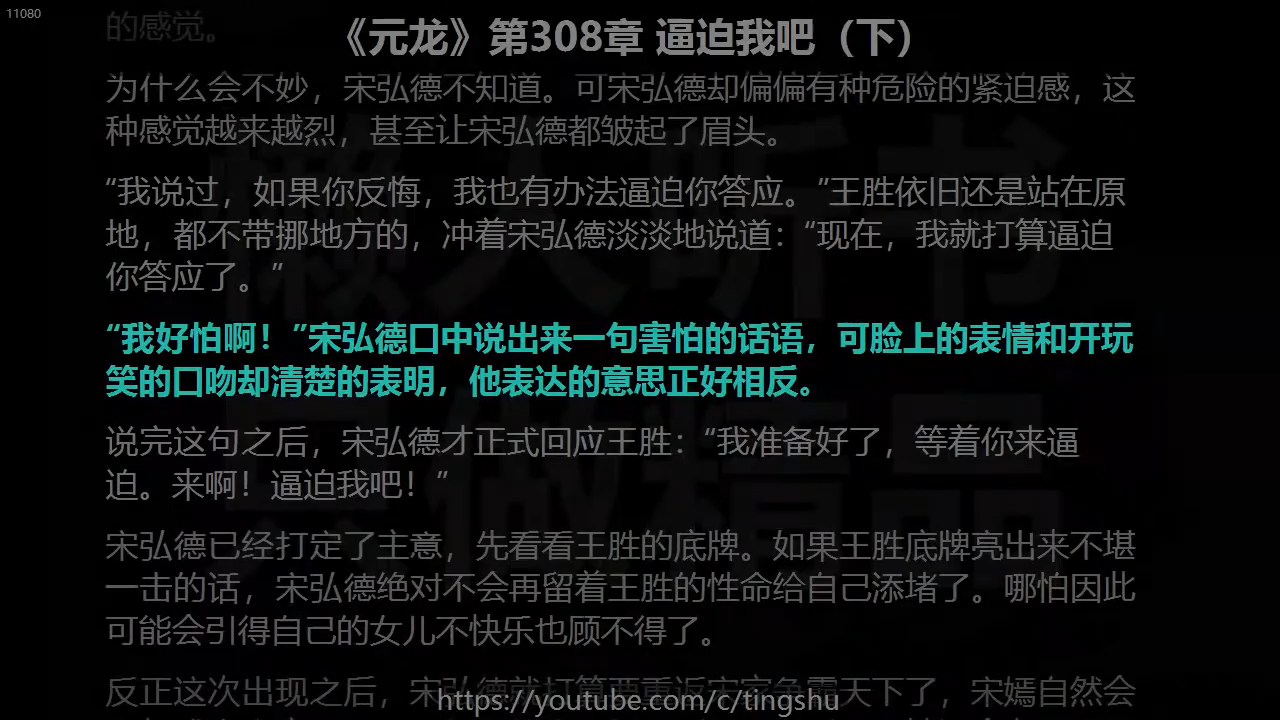 11080
的感觉。
《元龙》第308章 逼迫我吧（下）
为什么会不妙，宋弘德不知道。可宋弘德却偏偏有种危险的紧迫感，这
种感觉越来越烈，甚至让宋弘德都皱起了眉头。
“我说过，如果你反悔，我也有办法逼迫你答应。”王胜依旧还是站在原
地，都不带挪地方的，冲着宋弘德淡淡地说道：“现在，我就打算逼迫
你答应了。”
“我好怕啊！”宋弘德口中说出来一句害怕的话语，可脸上的表情和开玩
笑的口吻却清楚的表明，他表达的意思正好相反。
说完这句之后，宋弘德才正式回应王胜：“我准备好了，等着你来逼
迫。来啊！逼迫我吧！”
宋弘德已经打定了主意，先看看王胜的底牌。如果王胜底牌亮出来不堪
一击的话，宋弘德绝对不会再留着王胜的性命给自己添堵了。哪怕因此
可能会引得自己的女儿不快乐也顾不得了。
反正这次出现之后，宋弘德就打算要重返宋家争霸天下了，宋嫣自然会
https://youtube.com/c/tingshu
懒人听书
只做精品